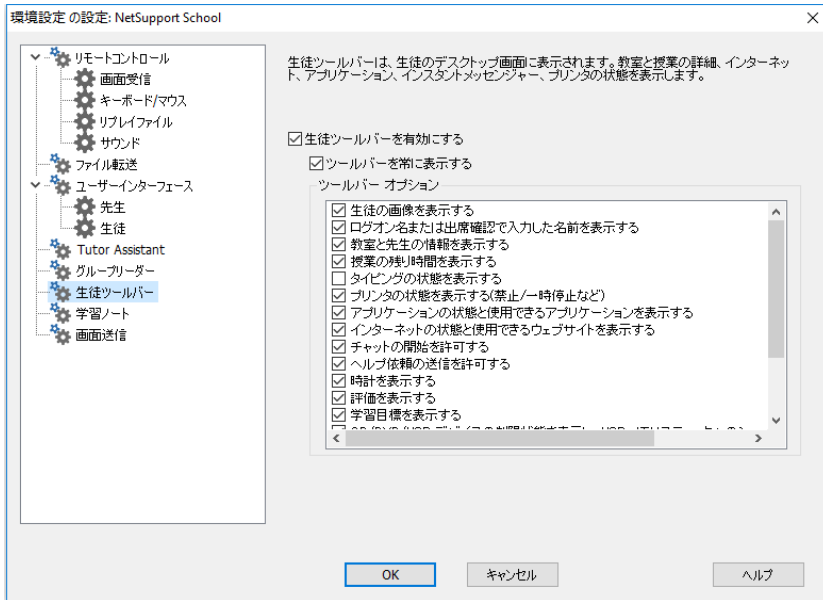 環境設定 の設定: NetSupport School
リモートコントロール
画面受信
キーボード/マウス
リプレイファイル
サウンド
ファイル転送
ユーザーインターフェース
先生
生徒
Tutor Assistant
グループリーダー
生徒ツールバー
学習ノート
画面送信
生徒ツールバーは、生徒のデスクトップ画面に表示されます。教室と授業の詳細、インターネッ
ト、アプリケーション、インスタントメッセンジャー、プリンタの状態を表示します。
生徒ツールバーを有効にする
ツールバーを常に表示する
ツールバー オプション
生徒の画像を表示する
ログオン名または出席確認で入力した名前を表示する
教室と先生の情報を表示する
授業の残り時間を表示する
タイピングの状態を表示する
プリンタの状態を表示する(禁止/一時停止など)
アプリケーションの状態と使用できるアプリケーションを表示する
インターネットの状態と使用できるウェブサイトを表示する
チャットの開始を許可する
ヘルプ依頼の送信を許可する
時計を表示する
評価を表示する
学習目標を表示する
OK
キャンセル
ヘルプ